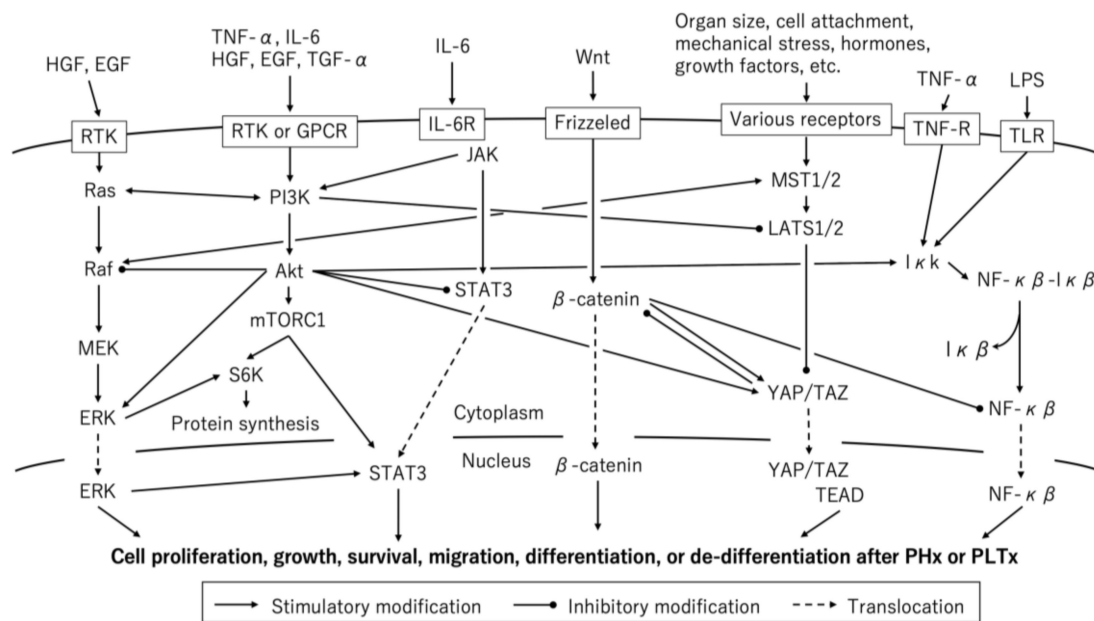 HGF, EGF
TNF-α, IL-6
HGF, EGF, TGF-α
IL-6
Wnt
Organ size, cell attachment,
mechanical stress, hormones,
growth factors, etc.
TNF-α
LPS
RTK
RTK or GPCR
IL-6R
Frizzeled
Various receptors
TNF-R
TLR
JAK
Ras
PI3K
MST1/2
LATS1/2
Raf
Akt
STAT3
β-catenin
Iκk
NF-κβ-Iκβ
mTORC1
MEK
S6K
Iκβ
ERK
Protein synthesis
Cytoplasm
YAP/TAZ
NF-κβ
Nucleus
ERK
STAT3
β-catenin
YAP/TAZ
TEAD
NF-κβ
Cell proliferation, growth, survival, migration, differentiation, or de-differentiation after PHx or PLTx
Stimulatory modification
Inhibitory modification
Translocation